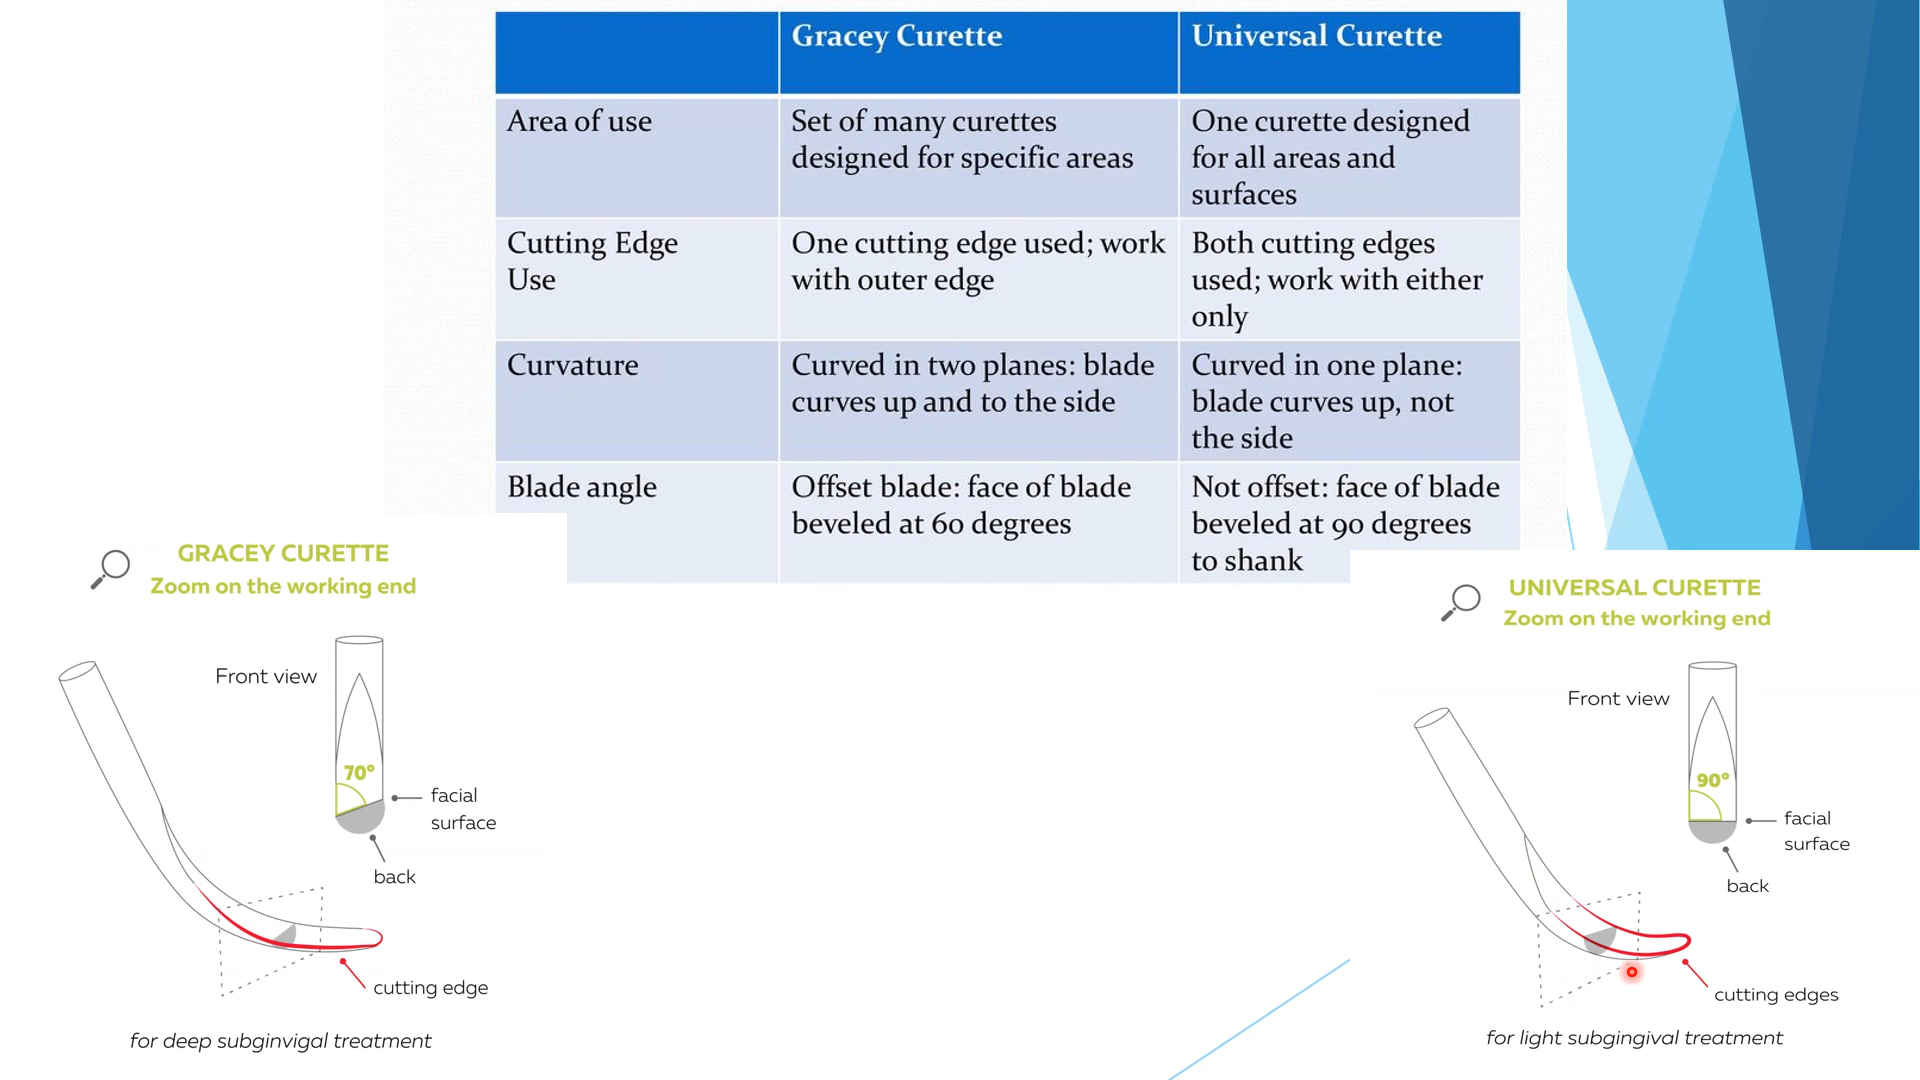 Gracey Curette
Universal Curette
Area of use
Set of many curettes
designed for specific areas
One curette designed
for all areas and
surfaces
Cutting Edge
Use
One cutting edge used; work
with outer edge
Both cutting edges
used; work with either
only
Curvature
Curved in two planes: blade
curves up and to the side
Curved in one plane:
blade curves up, not
the side
Blade angle
Offset blade: face of blade
beveled at 60 degrees
Not offset: face of blade
beveled at 90 degrees
to shank
GRACEY CURETTE
Zoom on the working end
Front view
70°
facial
surface
back
cutting edge
for deep subginvigal treatment
UNIVERSAL CURETTE
Zoom on the working end
Front view
90°
facial
surface
back
cutting edges
for light subgingival treatment